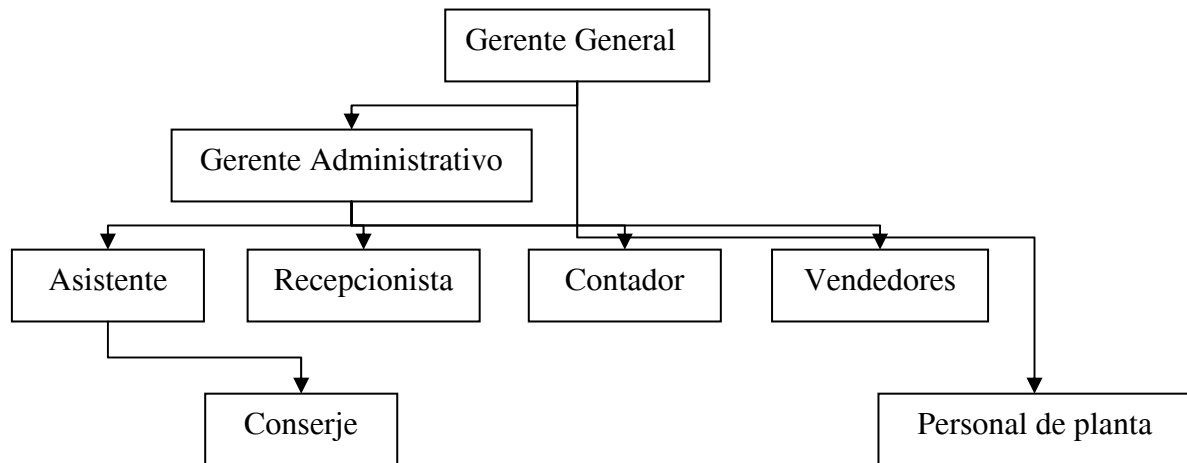 Gerente General
Gerente Administrativo
Asistente
Recepcionista
Contador
Vendedores
Conserje
Personal de planta